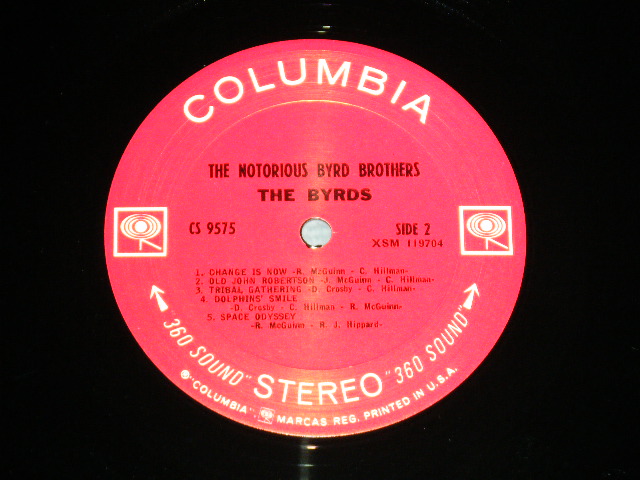 COLUMBIA
THE NOTORIOUS BYRD BROTHERS
THE BYRDS
CS 9575
SIDE 2
XSM 119704
1. CHANGE IS NOW -R. McGuinn - C. Hillman-
2. OLD JOHN ROBERTSON -J. McGuinn - C. Hillman-
3. TRIBAL GATHERING -D. Crosby - C. Hillman-
4. DOLPHINS' SMILE
-D. Crosby - C. Hillman - R. McGuinn-
5. SPACE ODYSSEY
-R. McGuinn - R. J. Hippard-
"360 SOUND" STEREO "360 SOUND"
® "COLUMBIA", MARCAS REG. PRINTED IN U.S.A.